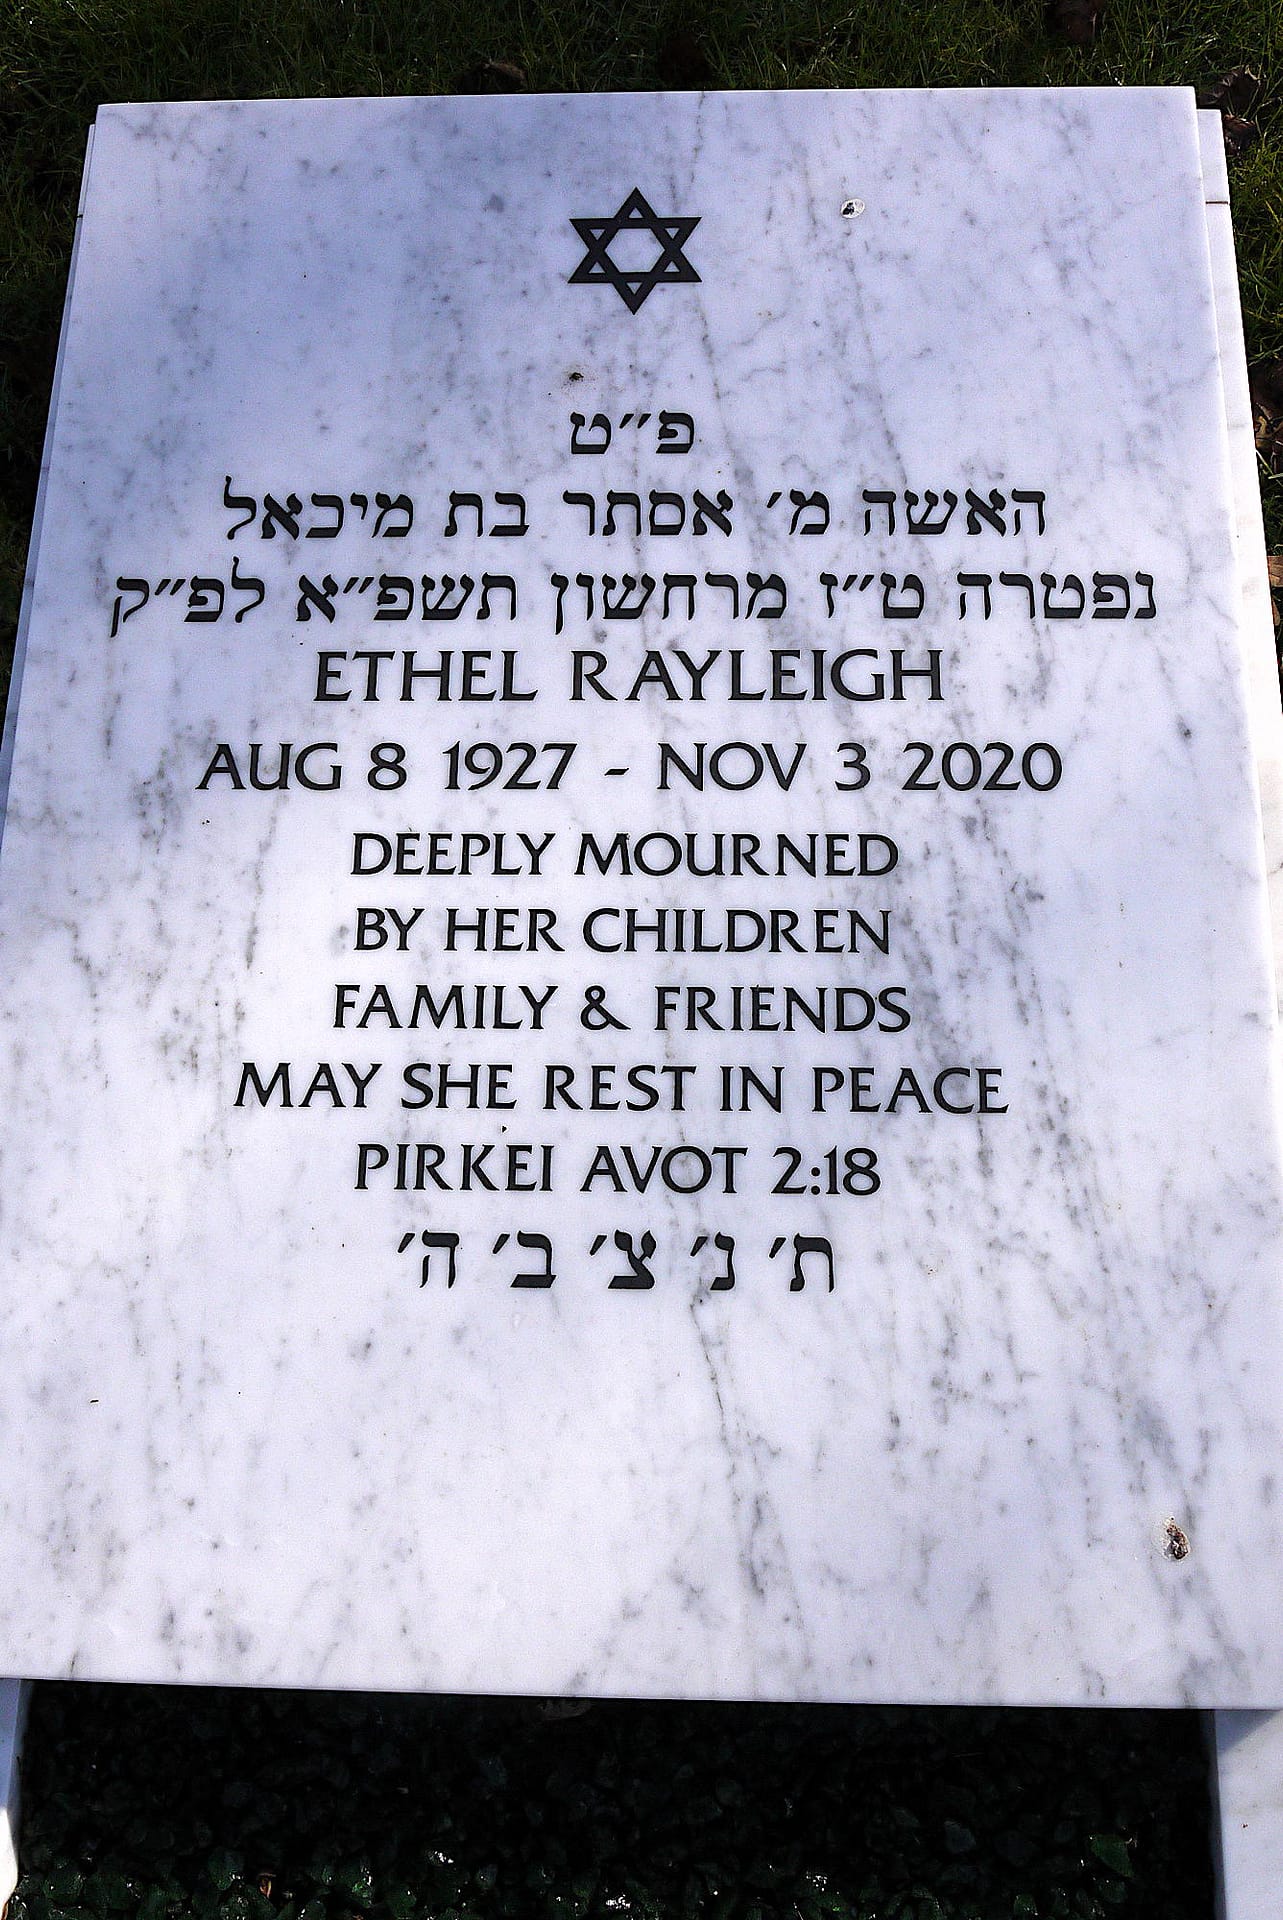 פ״ט
האשה מ׳ אסתר בת מיכאל
נפטרה ט״ז מרחשון תשפ״א לפ״ק
ETHEL RAYLEIGH
AUG 8 1927 - NOV 3 2020
DEEPLY MOURNED
BY HER CHILDREN
FAMILY & FRIENDS
MAY SHE REST IN PEACE
PIRKEI AVOT 2:18
ת׳ נ׳ צ׳ ב׳ ה׳